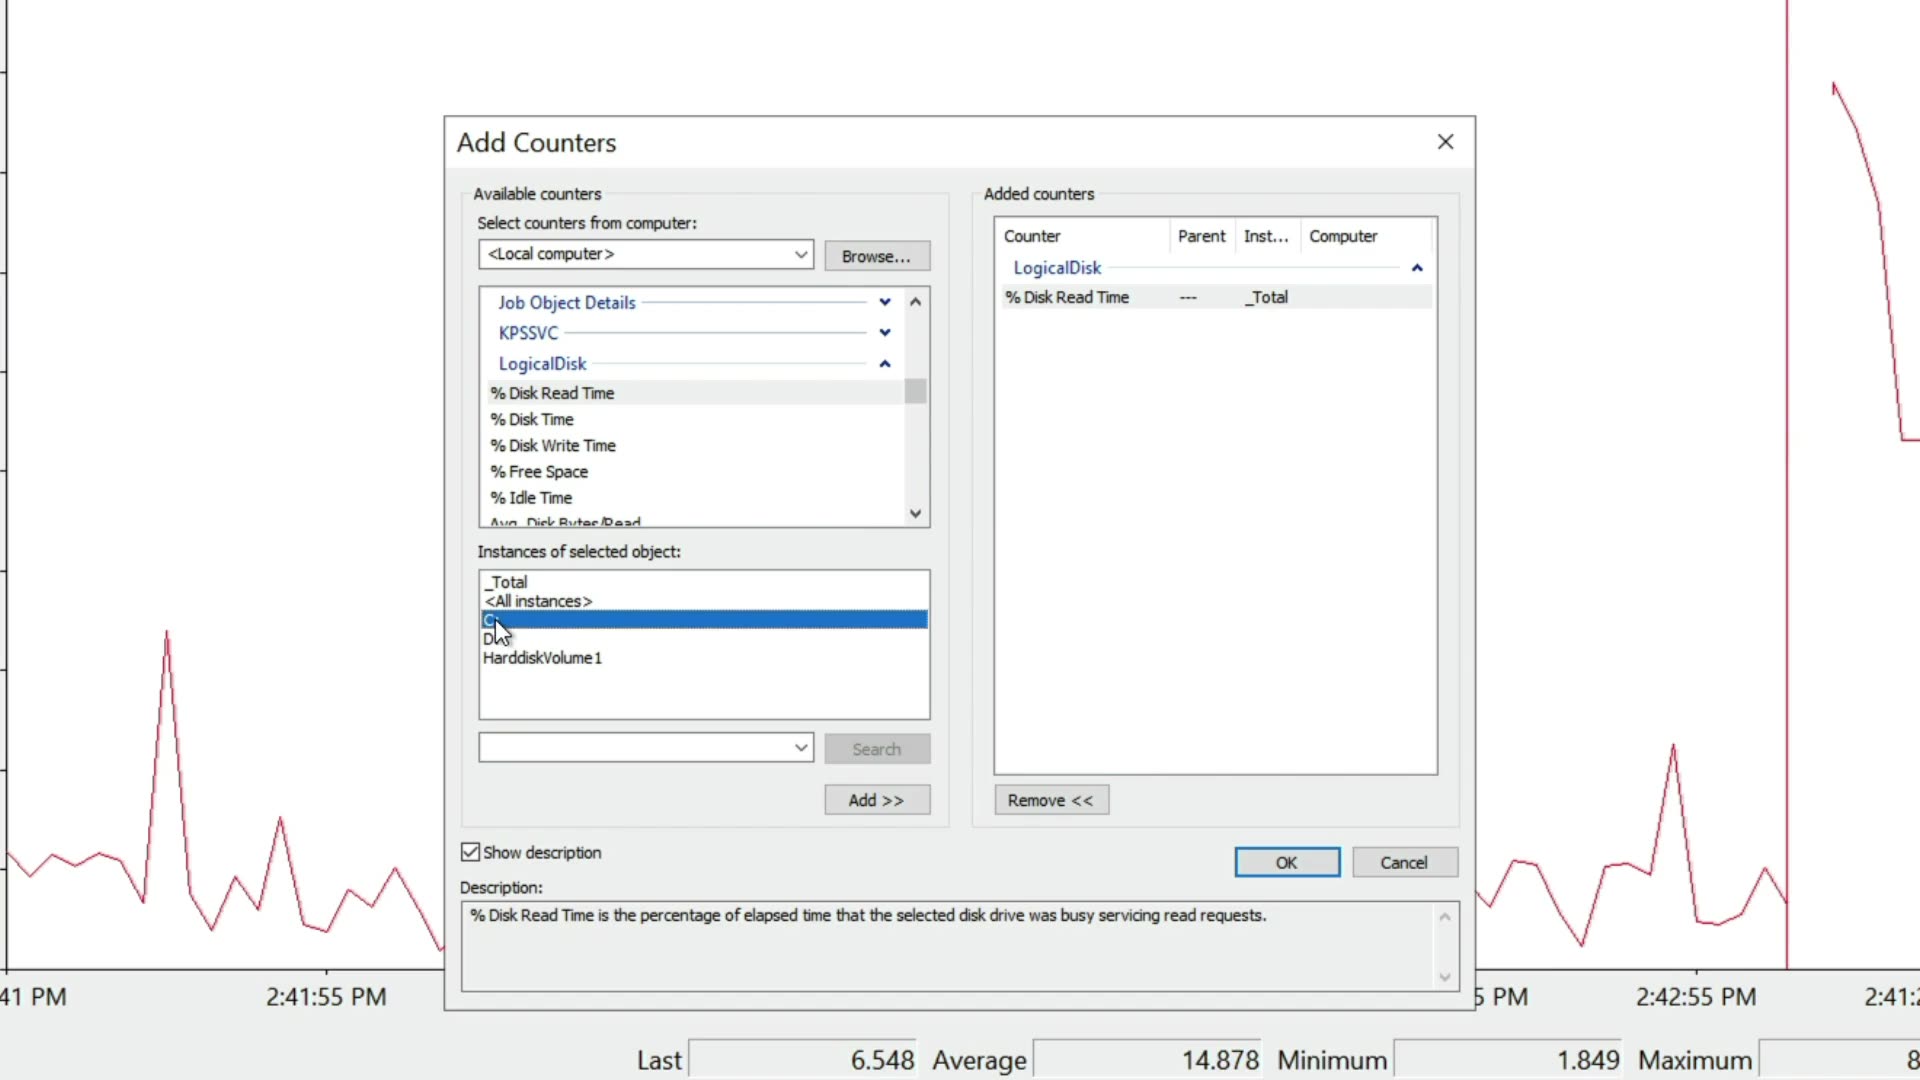 Add Counters
Available counters
Select counters from computer:
<Local computer>
Browse...
Job Object Details
KPSSVC
LogicalDisk
% Disk Read Time
% Disk Time
% Disk Write Time
% Free Space
% Idle Time
Avg. Disk Bytes/Read
Instances of selected object:
_Total
<All instances>
HarddiskVolume1
Search
Add >>
Added counters
Counter Parent Inst... Computer
LogicalDisk
% Disk Read Time --- _Total
Remove <<
Show description
OK Cancel
Description:
% Disk Read Time is the percentage of elapsed time that the selected disk drive was busy servicing read requests.
41 PM 2:41:55 PM 5 PM 2:42:55 PM 2:41:2
Last 6.548 Average 14.878 Minimum 1.849 Maximum 8